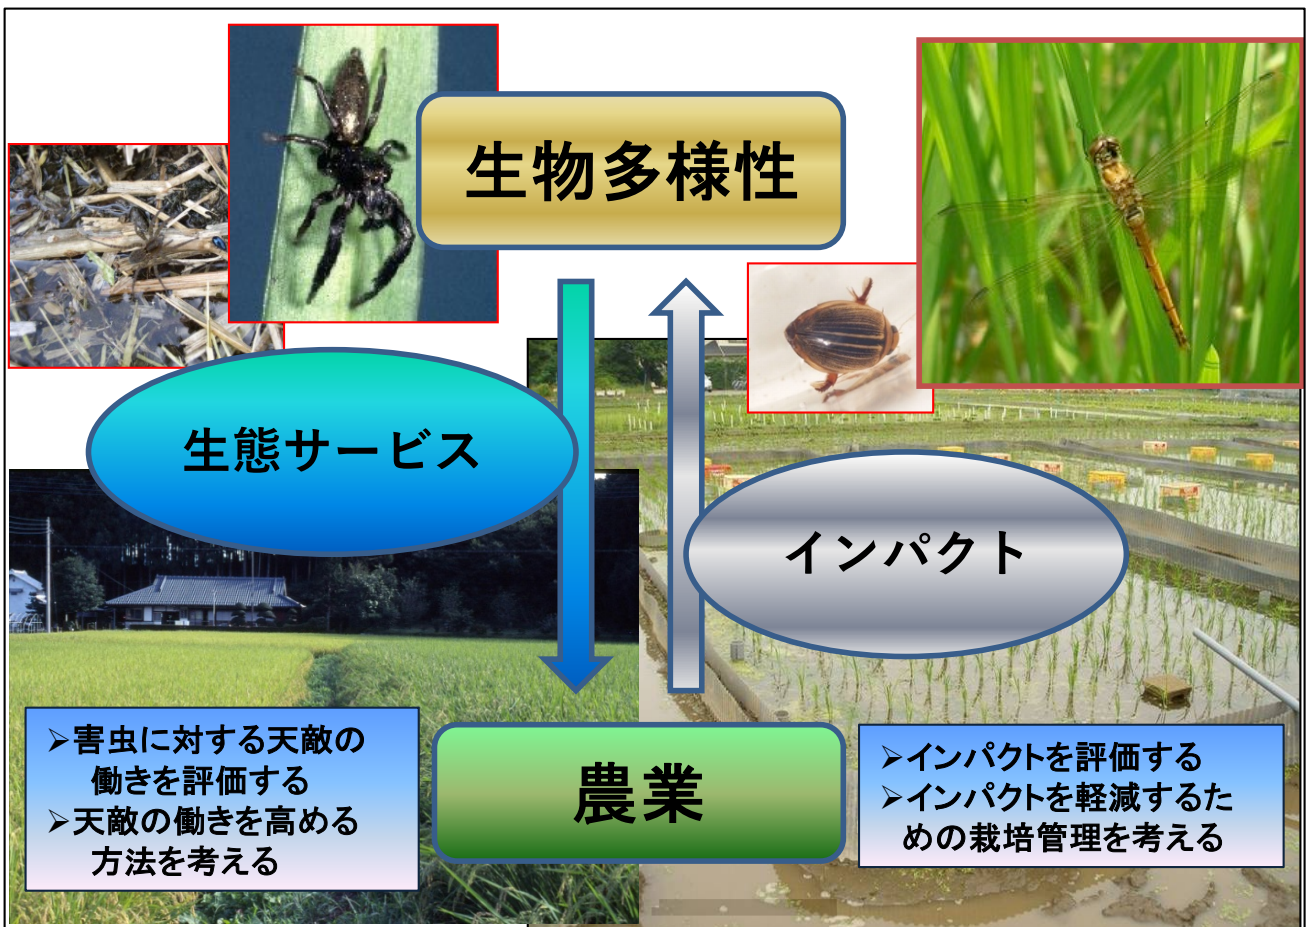 生物多様性
生態サービス
インパクト
➢害虫に対する天敵の
働きを評価する
➢天敵の働きを高める
方法を考える
農業
➢インパクトを評価する
➢インパクトを軽減するた
めの栽培管理を考える